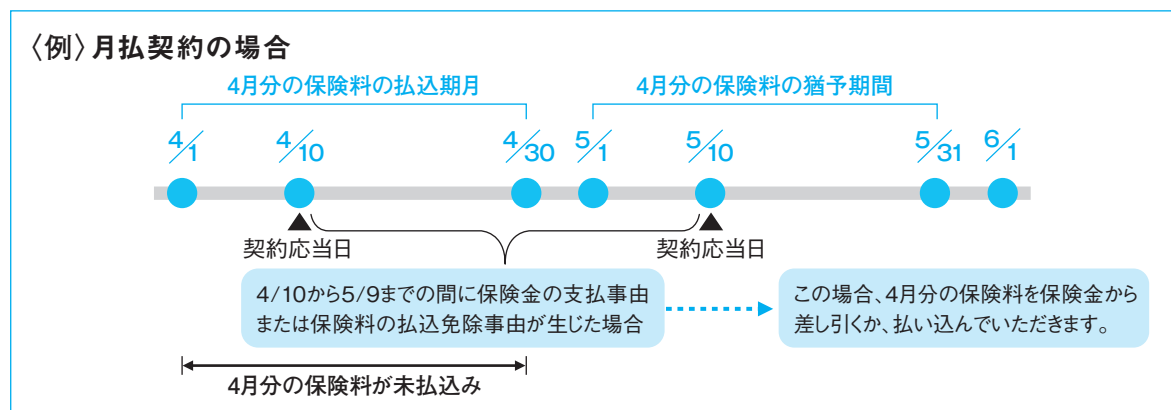 〈例〉月払契約の場合
4月分の保険料の払込期月 4月分の保険料の猶予期間
4/1 4/10 4/30 5/1 5/10 5/31 6/1
契約応当日 契約応当日
4/10から5/9までの間に保険金の支払事由
または保険料の払込免除事由が生じた場合
この場合、4月分の保険料を保険金から
差し引くか、払い込んでいただきます。
4月分の保険料が未払込み